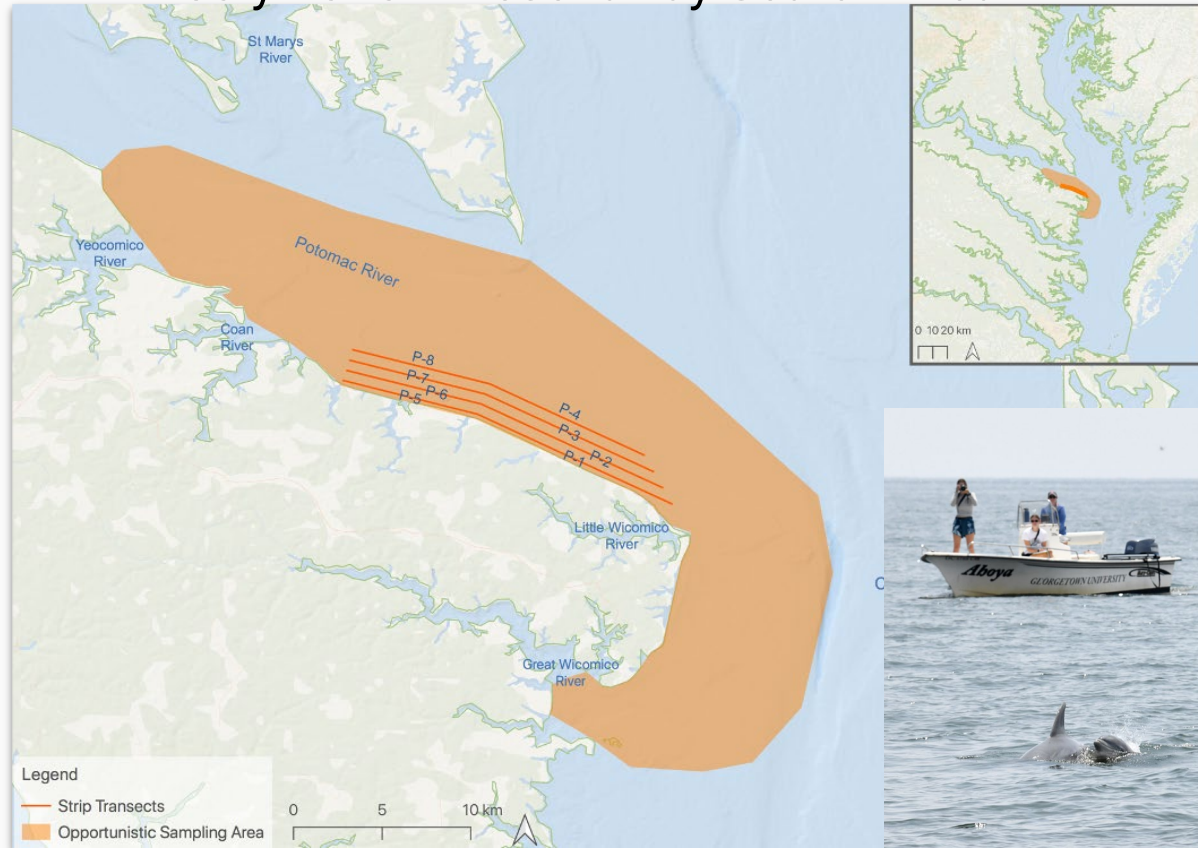 St Marys
River
Potomac River
Yeocomico
River
Coan
River
P-8
P-7
P-6
P-5
P-4
P-3
P-2
P-1
Little Wicomico
River
Great Wicomico
River
C
Legend
Strip Transects
Opportunistic Sampling Area
0 5 10 km
0 10 20 km
Ahoya
GEORGETOWN UNIVERSITY